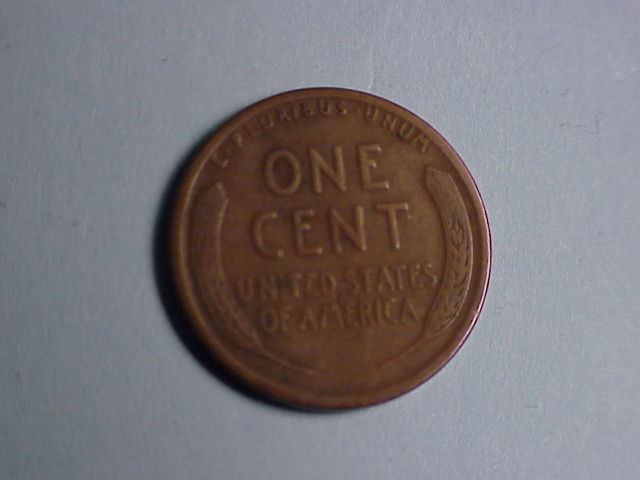 E·PLURIBUS·UNUM
ONE
CENT
UNITED·STATES
OF AMERICA